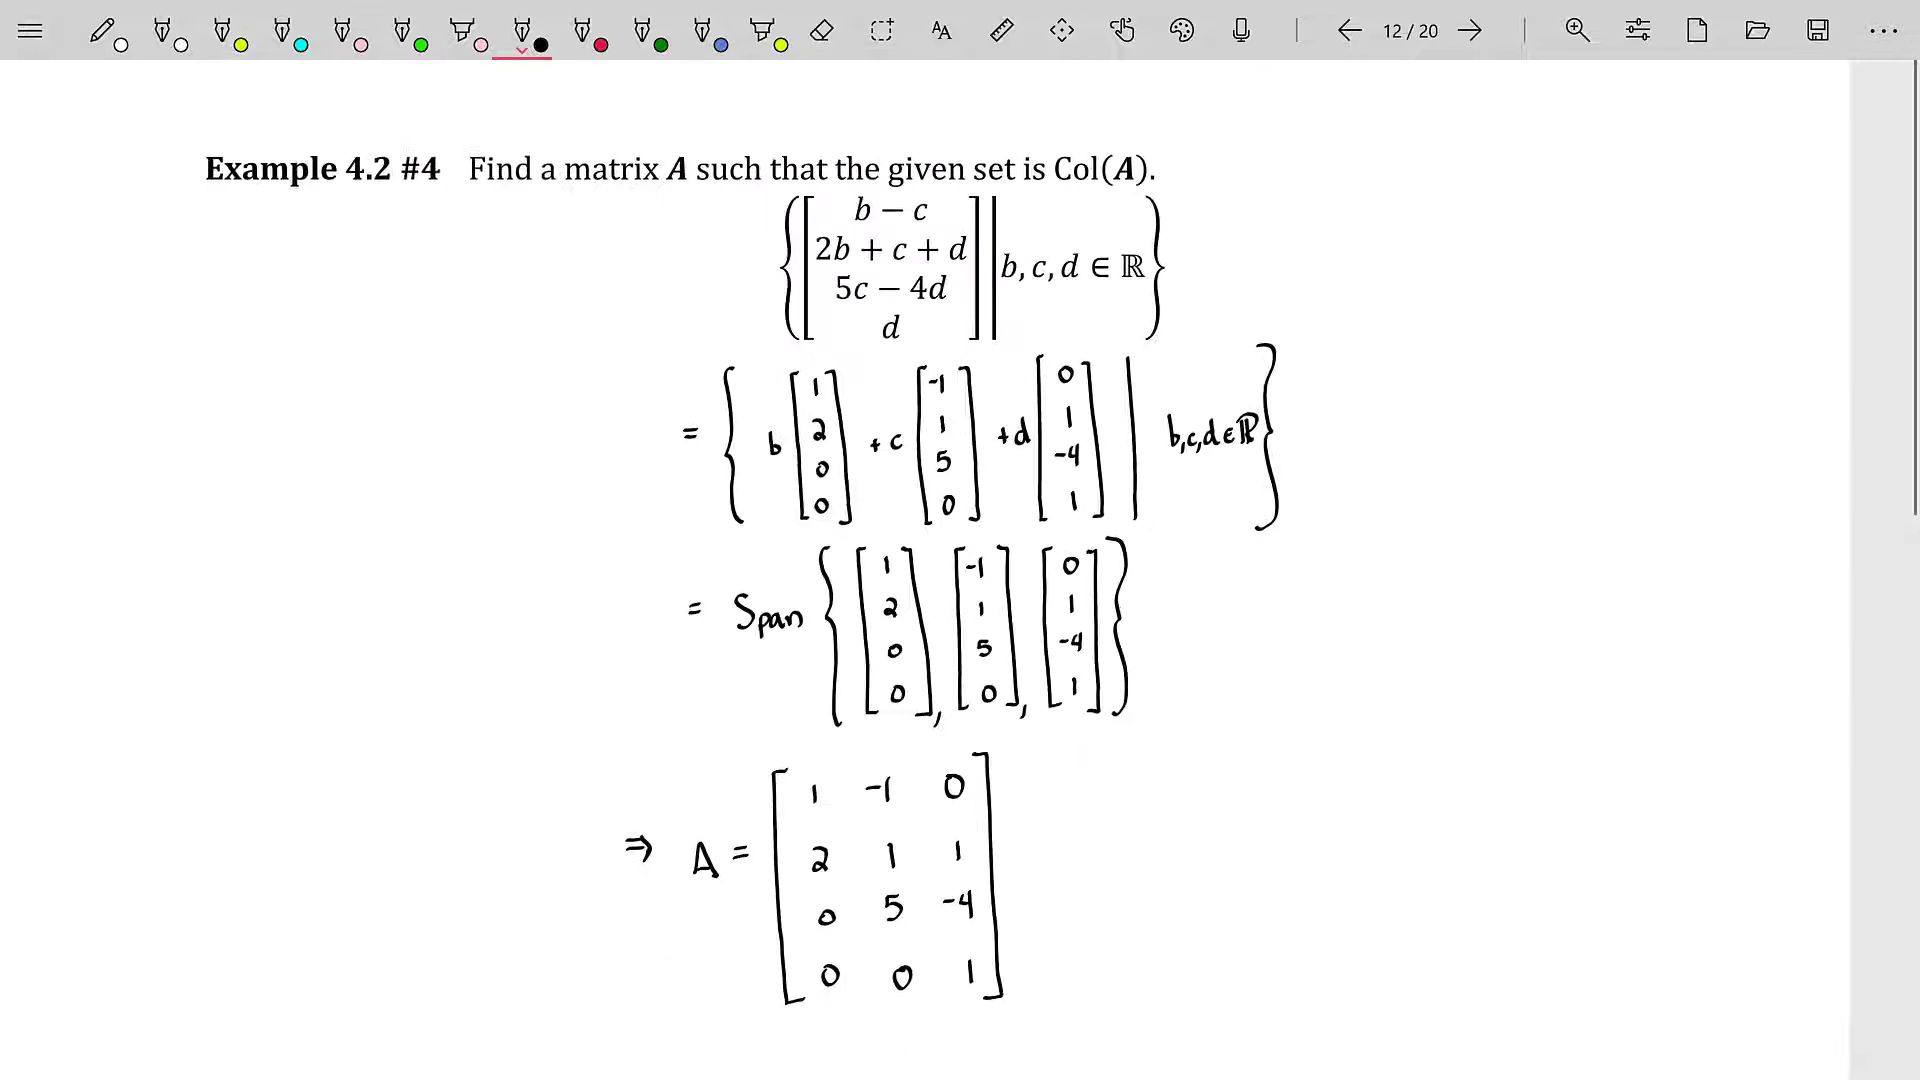 12 / 20
Example 4.2 #4 Find a matrix A such that the given set is Col(A).
{ [ b − c
2b + c + d
5c − 4d
d ] | b, c, d ∈ ℝ }
= { b [ 1 2 0 0 ] + c [ -1 1 5 0 ] + d [ 0 1 -4 1 ] | b,c,d ∈ ℝ }
= Span { [ 1 2 0 0 ], [ -1 1 5 0 ], [ 0 1 -4 1 ] }
⇒ A = [ 1 -1 0
2 1 1
0 5 -4
0 0 1 ]